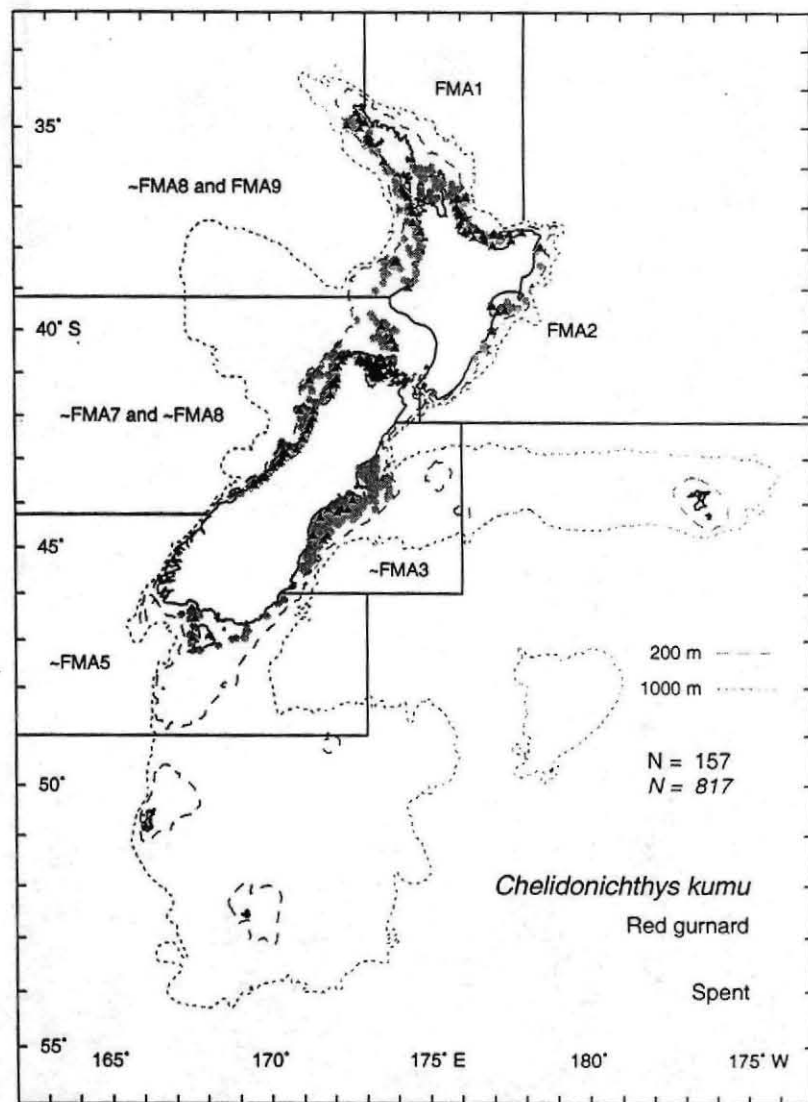 FMA1
35°
~FMA8 and FMA9
40° S
FMA2
~FMA7 and ~FMA8
45°
~FMA3
~FMA5
200 m
1000 m
N = 157
50°
N = 817
Chelidonichthys kumu
Red gurnard
Spent
55°
165° 170° 175° E 180° 175° W